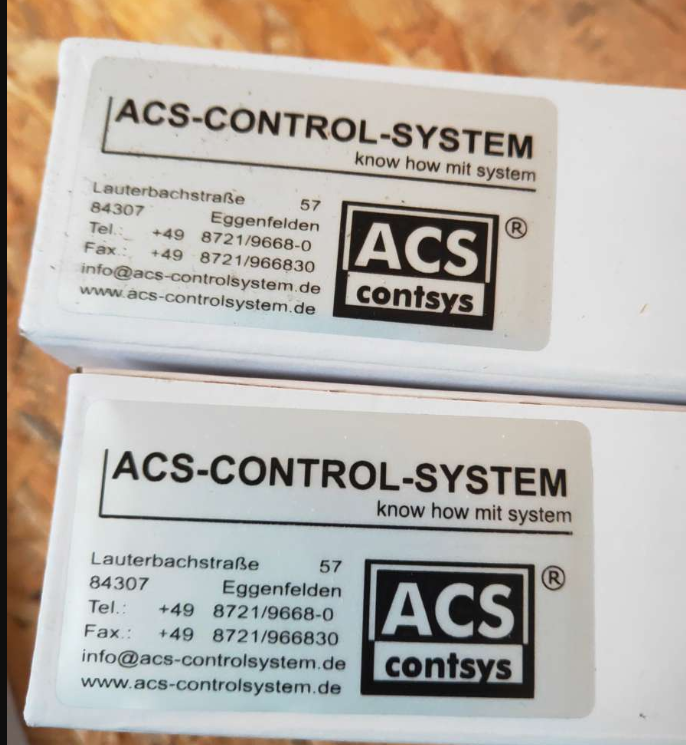 ACS-CONTROL-SYSTEM
know how mit system
Lauterbachstraße 57
84307 Eggenfelden
Tel.: +49 8721/9668-0
Fax.: +49 8721/966830
info@acs-controlsystem.de
www.acs-controlsystem.de
ACS ®
contsys
ACS-CONTROL-SYSTEM
know how mit system
Lauterbachstraße 57
84307 Eggenfelden
Tel.: +49 8721/9668-0
Fax.: +49 8721/966830
info@acs-controlsystem.de
www.acs-controlsystem.de
ACS ®
contsys